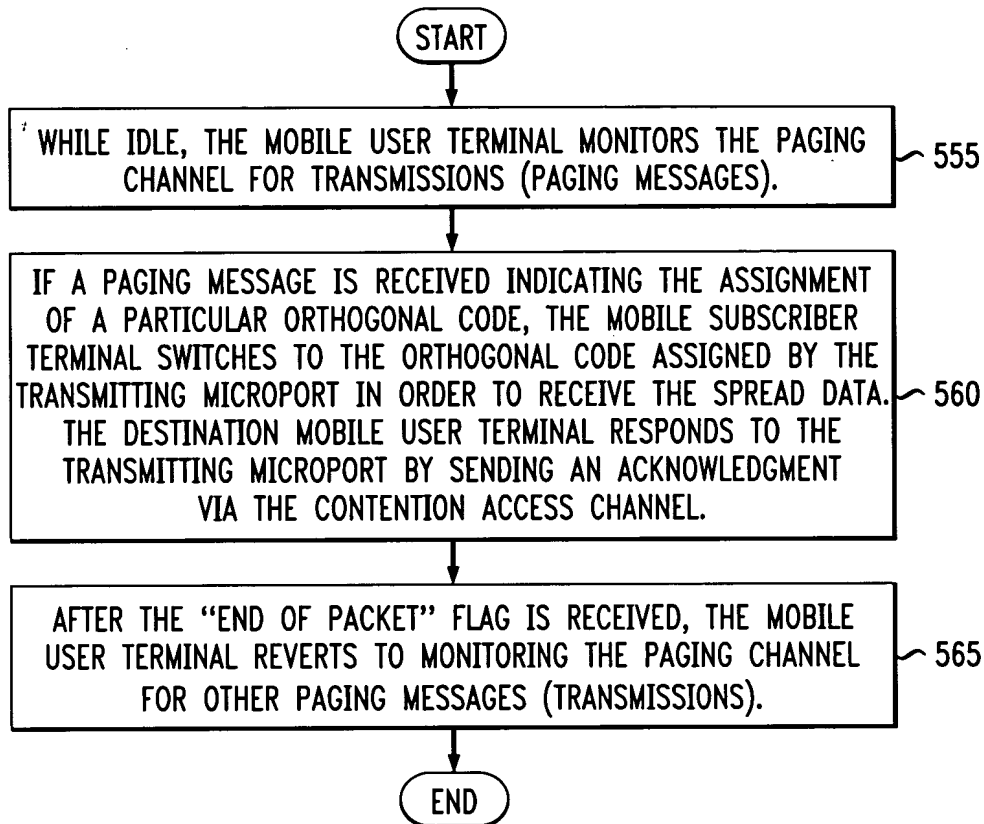 START
WHILE IDLE, THE MOBILE USER TERMINAL MONITORS THE PAGING
CHANNEL FOR TRANSMISSIONS (PAGING MESSAGES).
555
IF A PAGING MESSAGE IS RECEIVED INDICATING THE ASSIGNMENT
OF A PARTICULAR ORTHOGONAL CODE, THE MOBILE SUBSCRIBER
TERMINAL SWITCHES TO THE ORTHOGONAL CODE ASSIGNED BY THE
TRANSMITTING MICROPORT IN ORDER TO RECEIVE THE SPREAD DATA.
THE DESTINATION MOBILE USER TERMINAL RESPONDS TO THE
TRANSMITTING MICROPORT BY SENDING AN ACKNOWLEDGMENT
VIA THE CONTENTION ACCESS CHANNEL.
560
AFTER THE “END OF PACKET” FLAG IS RECEIVED, THE MOBILE
USER TERMINAL REVERTS TO MONITORING THE PAGING CHANNEL
FOR OTHER PAGING MESSAGES (TRANSMISSIONS).
565
END